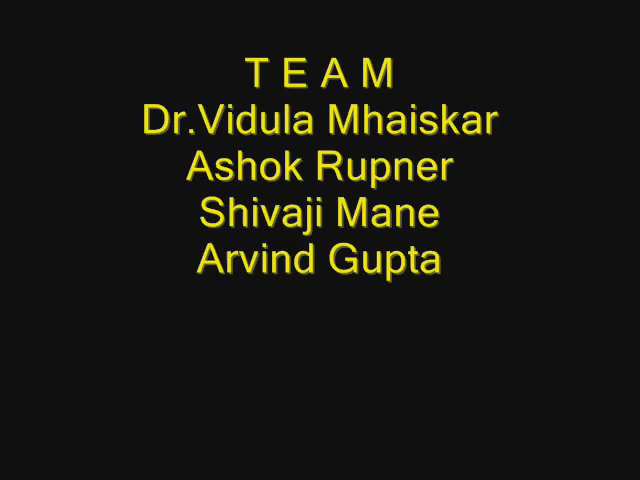 T E A M
Dr.Vidula Mhaiskar
Ashok Rupner
Shivaji Mane
Arvind Gupta